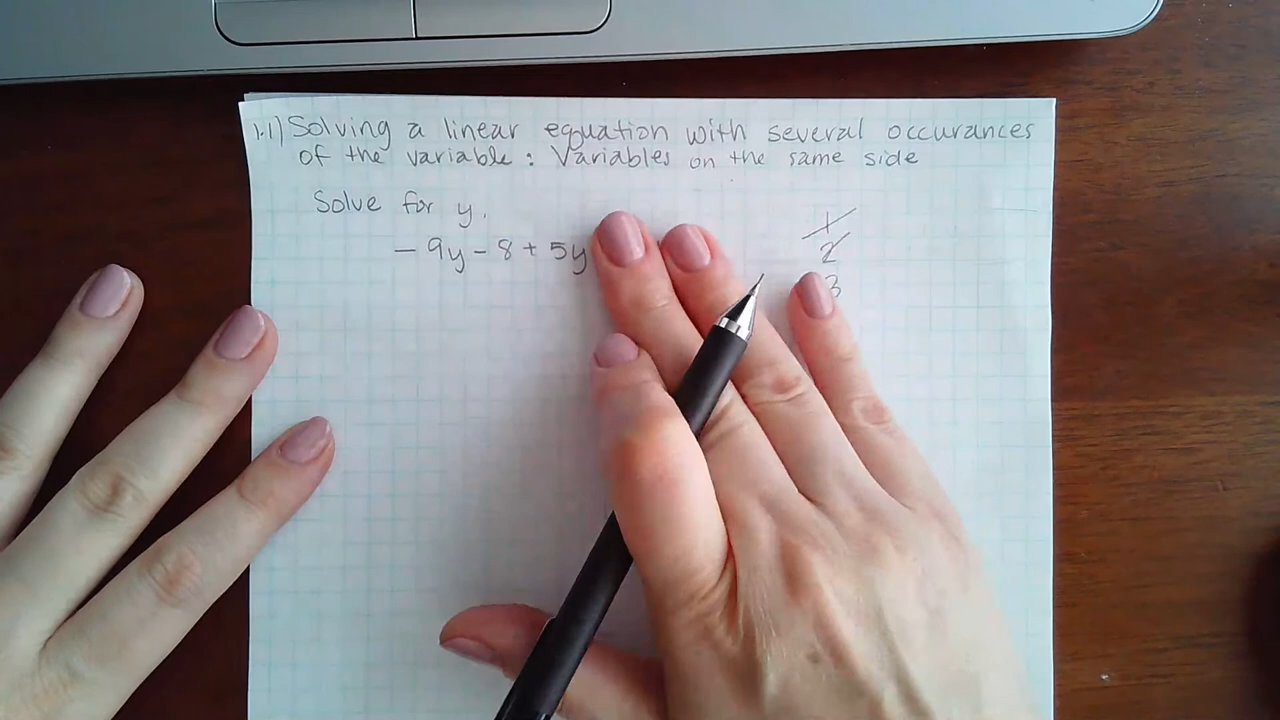 1.1) Solving a linear equation with several occurances
of the variable: Variables on the same side
Solve for y.
- 9y - 8 + 5y
1
2
3